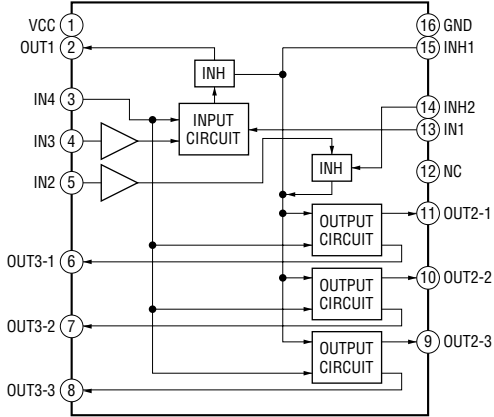 VCC 1
OUT1 2
IN4 3
IN3 4
IN2 5
OUT3-1 6
OUT3-2 7
OUT3-3 8
INH
INPUT
CIRCUIT
INH
OUTPUT
CIRCUIT
OUTPUT
CIRCUIT
OUTPUT
CIRCUIT
16 GND
15 INH1
14 INH2
13 IN1
12 NC
11 OUT2-1
10 OUT2-2
9 OUT2-3